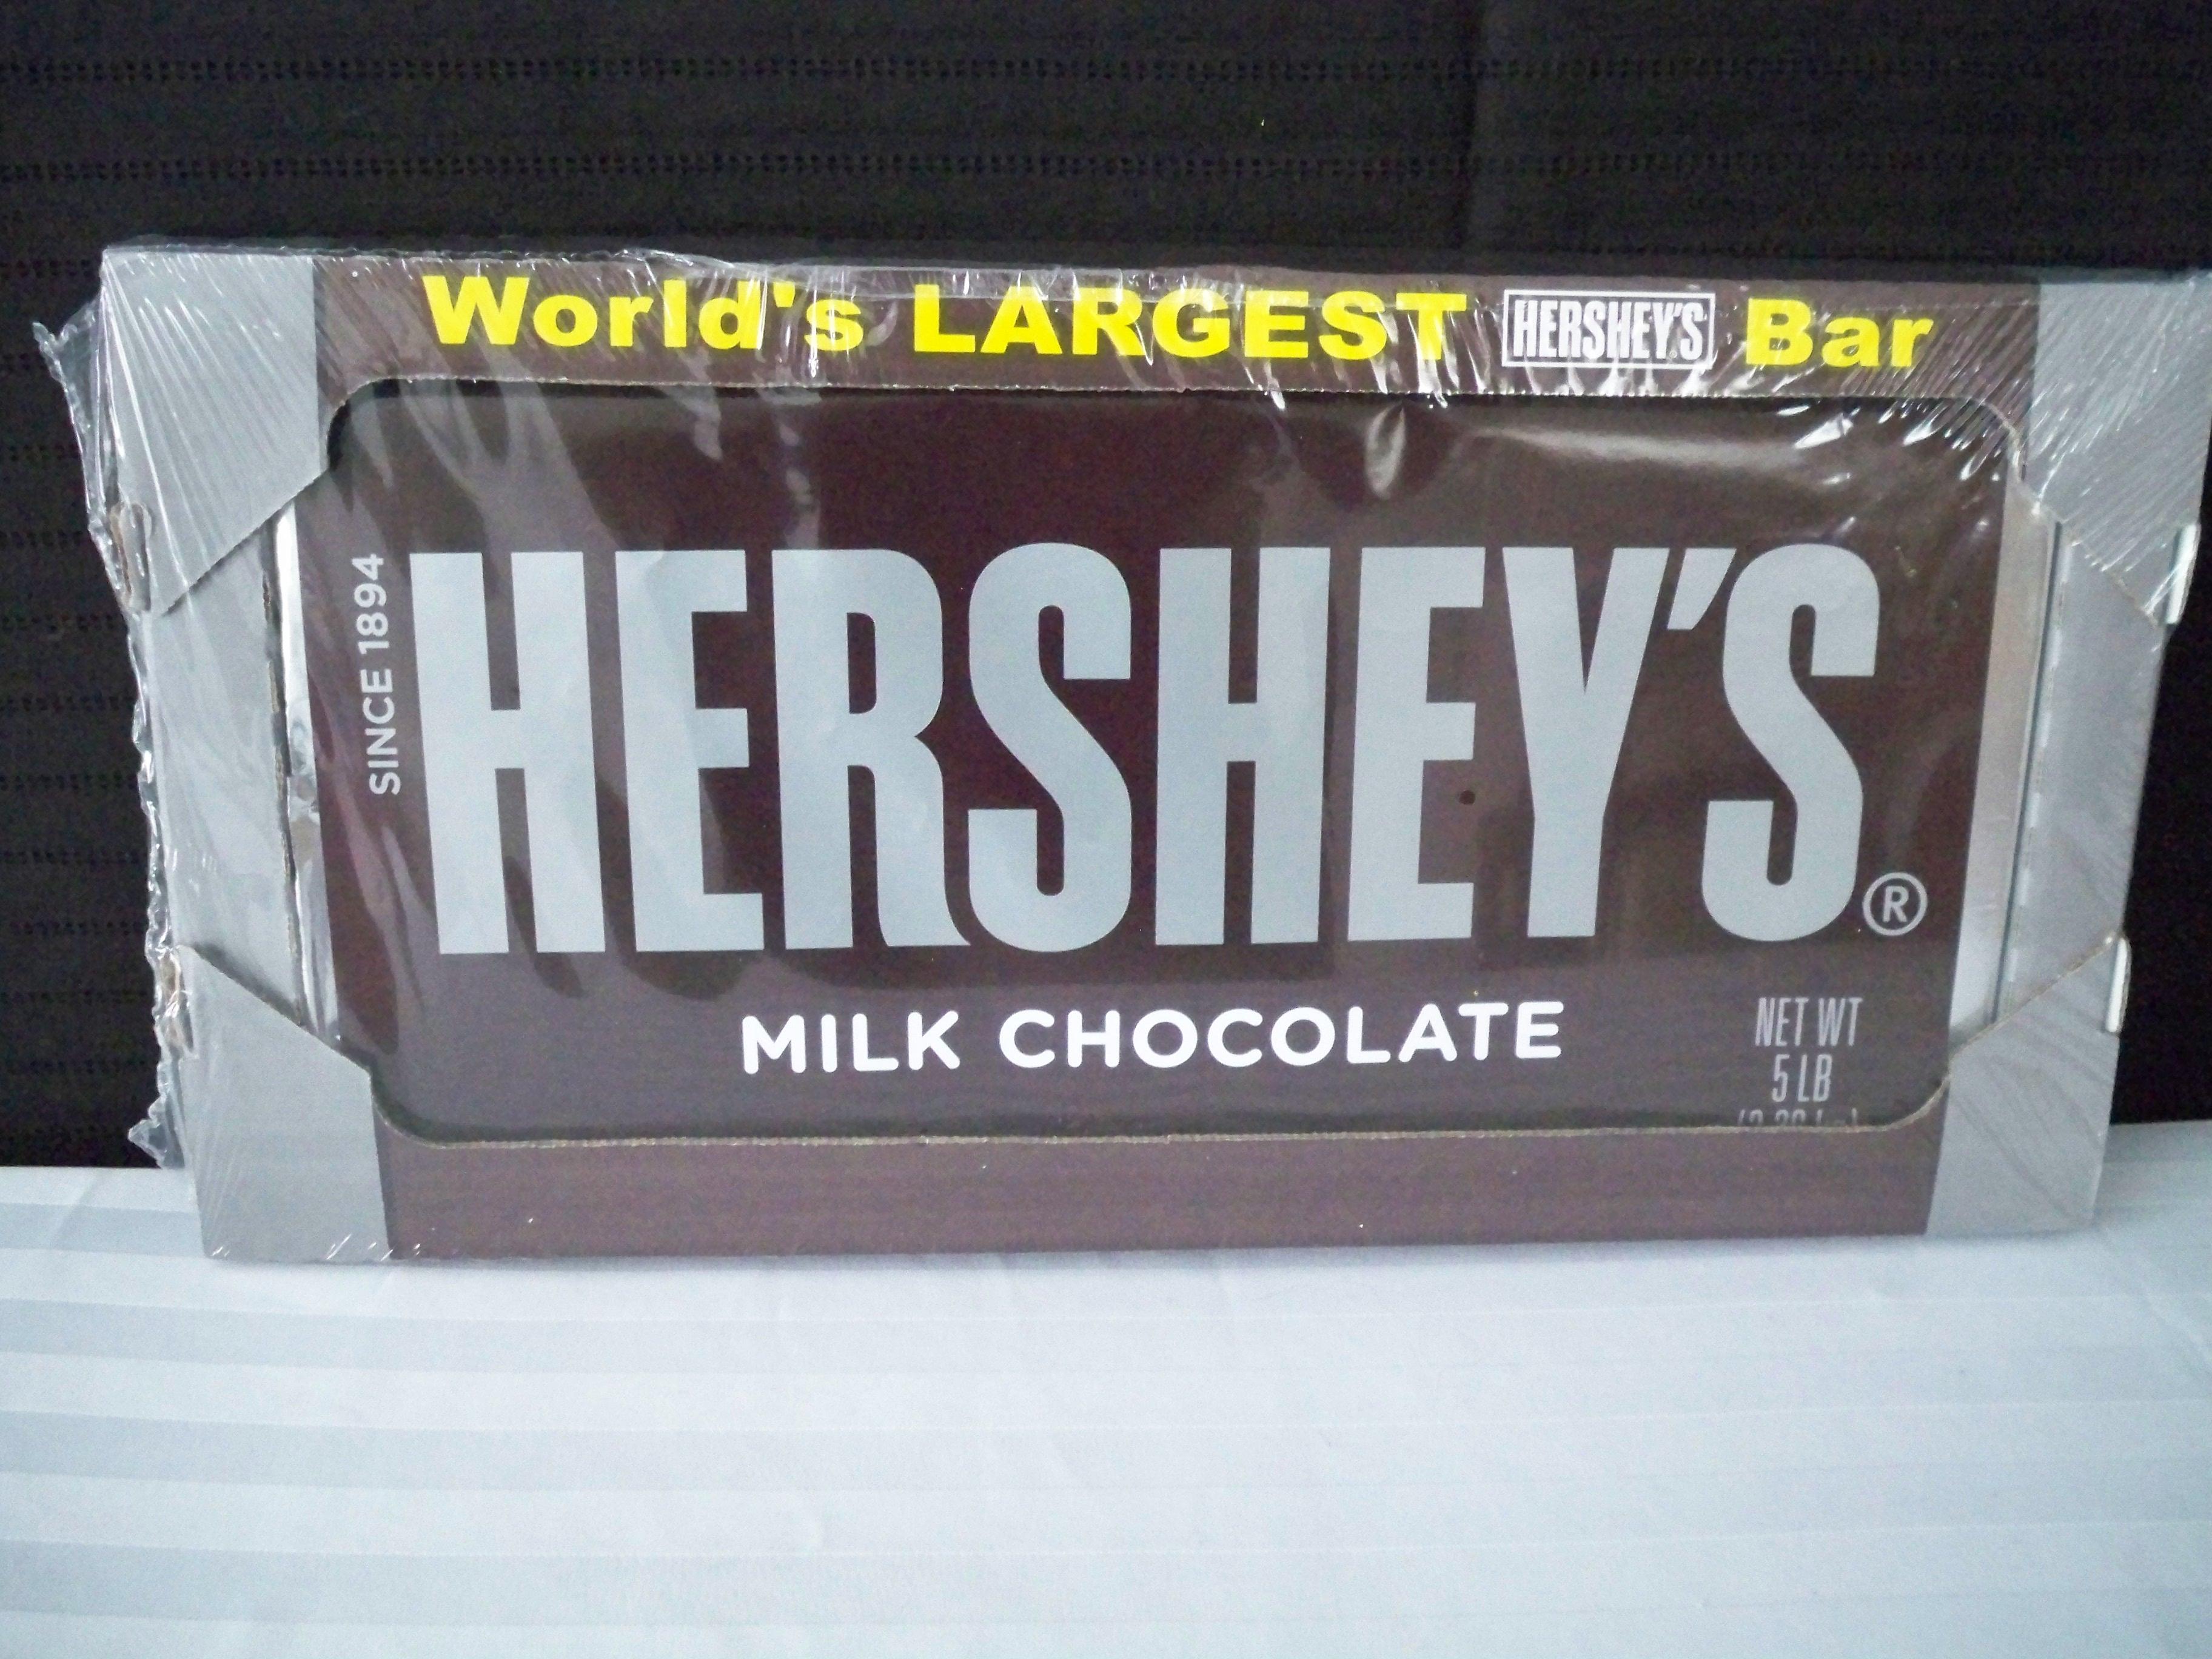 World's LARGEST HERSHEY'S Bar
SINCE 1894
HERSHEY'S®
MILK CHOCOLATE
NET WT
5 LB